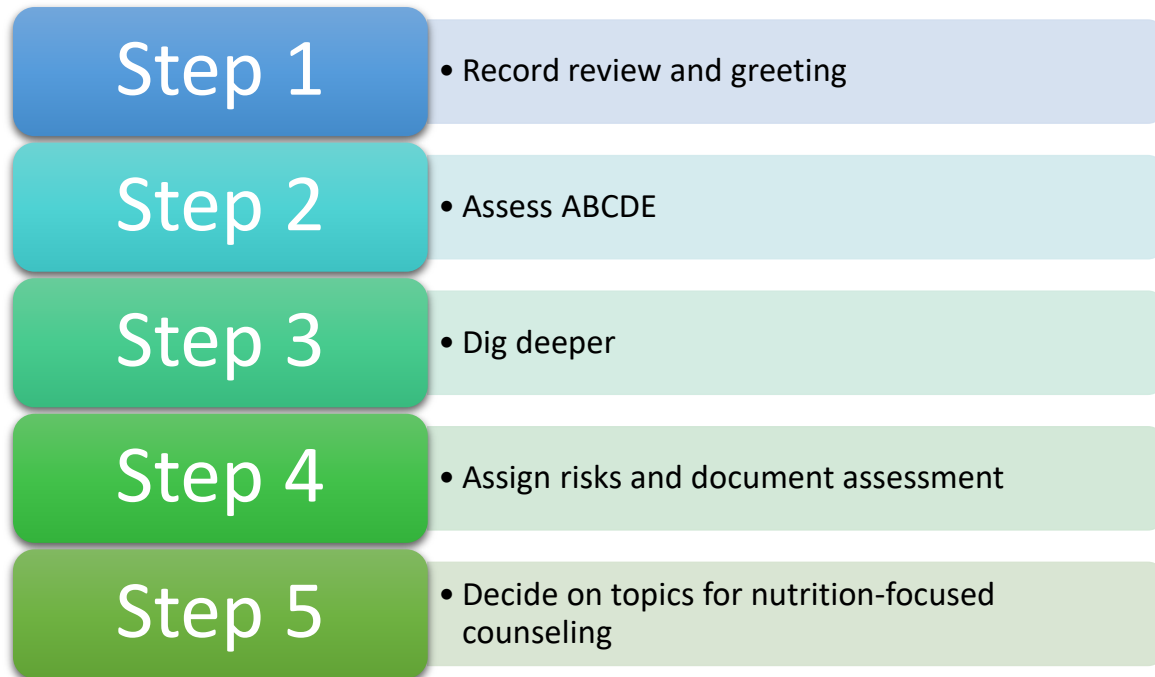 Step 1
• Record review and greeting
Step 2
• Assess ABCDE
Step 3
• Dig deeper
Step 4
• Assign risks and document assessment
Step 5
• Decide on topics for nutrition-focused
counseling